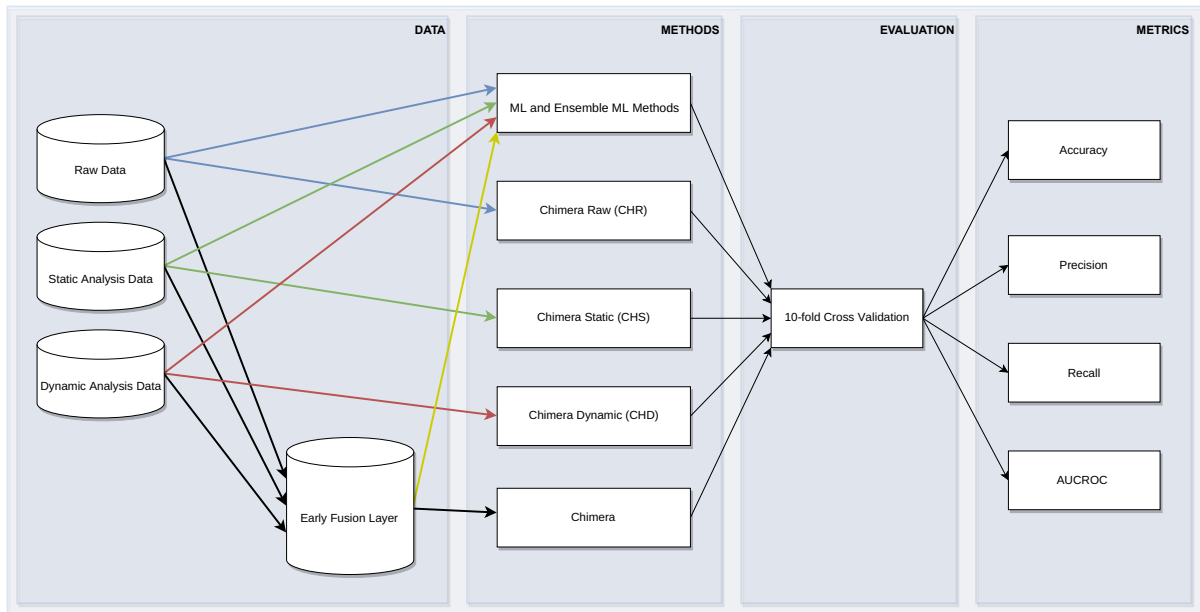 DATA
METHODS
EVALUATION
METRICS
Raw Data
Static Analysis Data
Dynamic Analysis Data
Early Fusion Layer
ML and Ensemble ML Methods
Chimera Raw (CHR)
Chimera Static (CHS)
Chimera Dynamic (CHD)
Chimera
10-fold Cross Validation
Accuracy
Precision
Recall
AUCROC